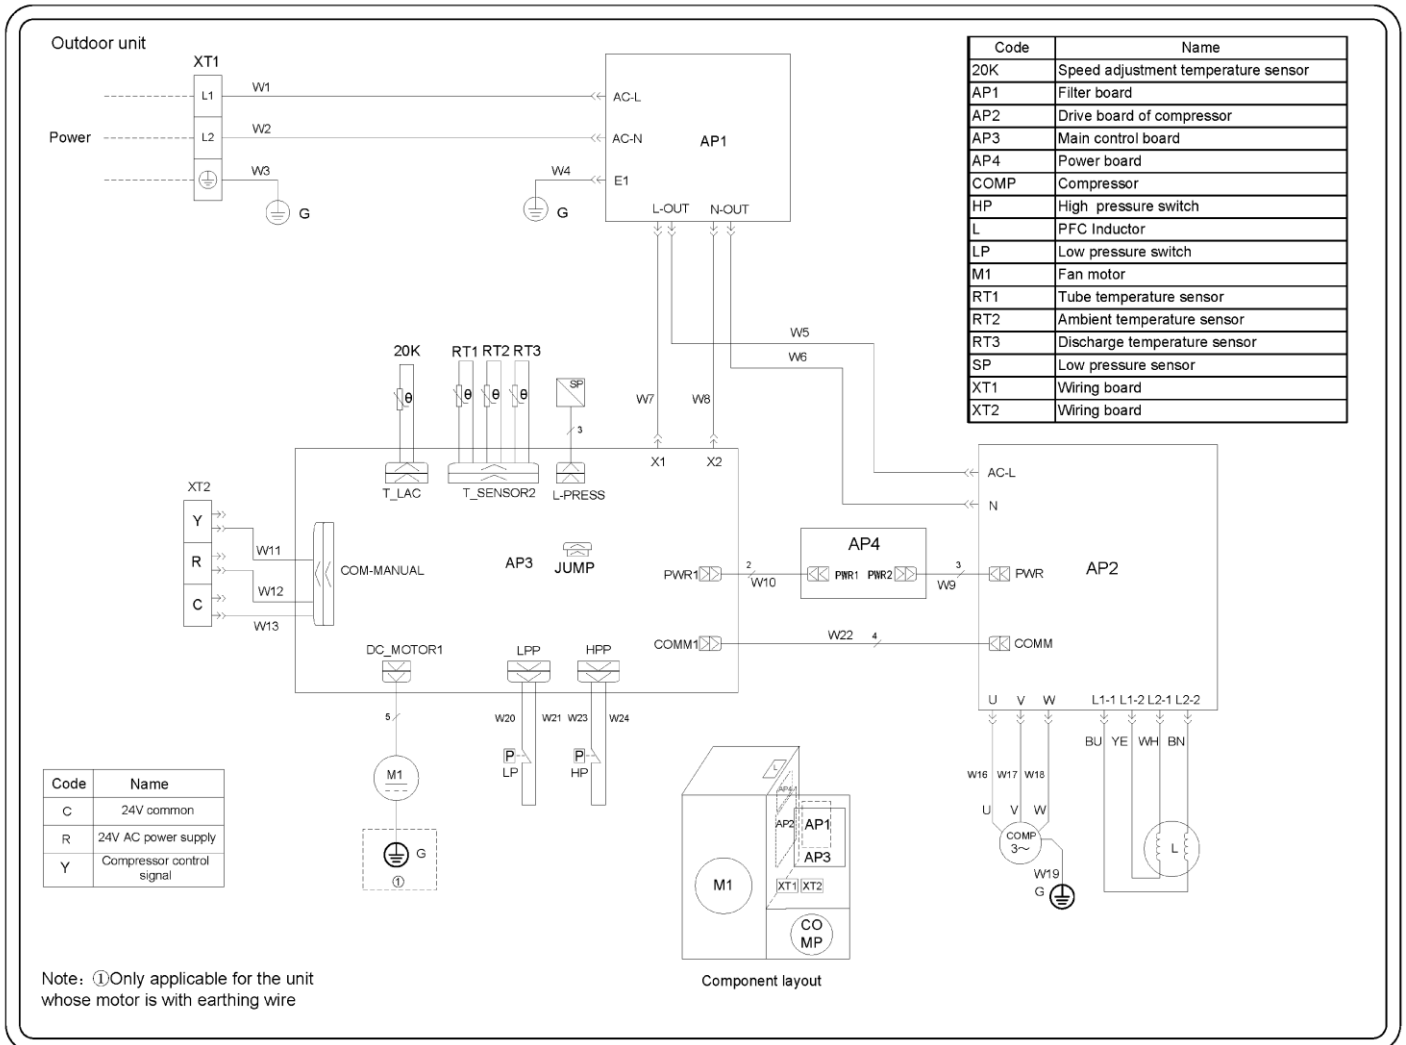 Outdoor unit
XT1
L1 W1 AC-L
Power L2 W2 AC-N AP1
W3 W4 E1
G G
L-OUT N-OUT
Code Name
20K Speed adjustment temperature sensor
AP1 Filter board
AP2 Drive board of compressor
AP3 Main control board
AP4 Power board
COMP Compressor
HP High pressure switch
L PFC Inductor
LP Low pressure switch
M1 Fan motor
RT1 Tube temperature sensor
RT2 Ambient temperature sensor
RT3 Discharge temperature sensor
SP Low pressure sensor
XT1 Wiring board
XT2 Wiring board
W5
W6
20K RT1 RT2 RT3
θ θ θ θ SP
W7 W8
3
X1 X2
T_LAC T_SENSOR2 L-PRESS
AC-L
N
XT2
Y
R
C
W11
W12
W13
COM-MANUAL
AP3
JUMP
PWR1 2 W10
AP4
PWR1 PWR2
3 W9
PWR
AP2
COMM1 W22 4 COMM
DC_MOTOR1 LPP HPP
5
W20 W21 W23 W24
P P
LP HP
M1
G
①
U V W L1-1 L1-2 L2-1 L2-2
BU YE WH BN
W16 W17 W18
U V W
COMP
3～
L
W19
G
Code Name
C 24V common
R 24V AC power supply
Y Compressor control
signal
L
AP4
AP2 AP1
AP3
M1 XT1 XT2
CO
MP
Component layout
Note: ①Only applicable for the unit
whose motor is with earthing wire